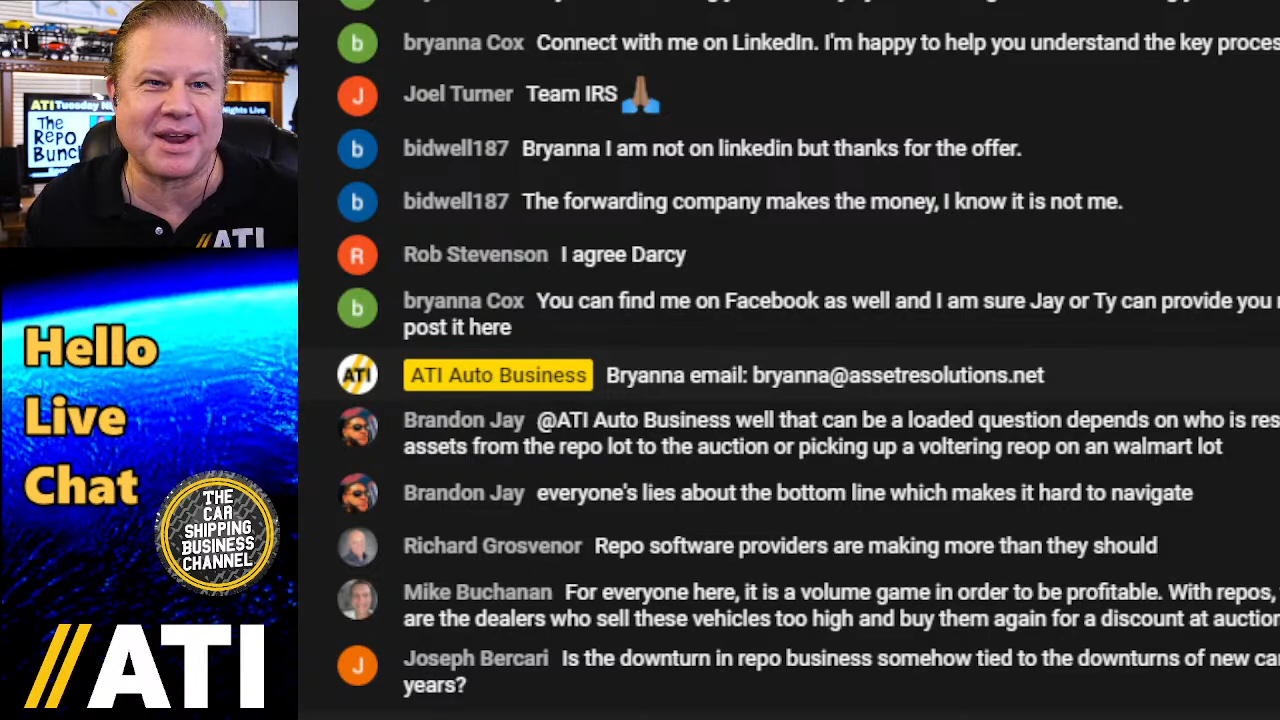 ATI Tuesday
Nights Live
The
Repo
//ATI
Hello
Live
Chat
THE
CAR
SHIPPING
BUSINESS
CHANNEL
//ATI
bryanna Cox Connect with me on LinkedIn. I'm happy to help you understand the key
Joel Turner Team IRS 🙏🏽
bidwell187 Bryanna I am not on linkedin but thanks for the offer.
bidwell187 The forwarding company makes the money, I know it is not me.
Rob Stevenson I agree Darcy
bryanna Cox You can find me on Facebook as well and I am sure Jay or Ty can provide you
post it here
ATI Auto Business Bryanna email: bryanna@assetresolutions.net
Brandon Jay @ATI Auto Business well that can be a loaded question depends on who is
assets from the repo lot to the auction or picking up a voltering reop on an walmart lot
Brandon Jay everyone's lies about the bottom line which makes it hard to navigate
Richard Grosvenor Repo software providers are making more than they should
Mike Buchanan For everyone here, it is a volume game in order to be profitable. With repos,
are the dealers who sell these vehicles too high and buy them again for a discount at auction
Joseph Bercari Is the downturn in repo business somehow tied to the downturns of new
years?